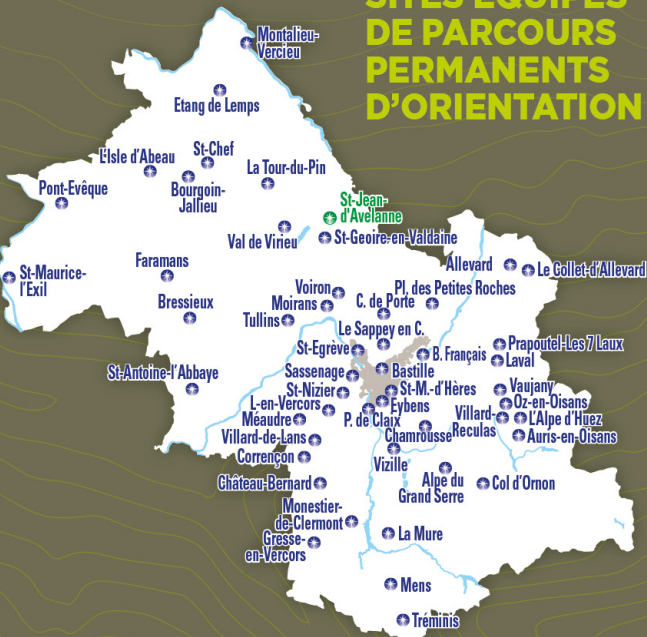 SITES ÉQUIPÉS
DE PARCOURS
PERMANENTS
D'ORIENTATION
Montalieu-
Vercieu
Etang de Lemps
St-Chef
L'Isle d'Abeau
La Tour-du-Pin
Pont-Evêque
Bourgoin-
Jallieu
St-Jean-
d'Avelanne
Val de Virieu
St-Geoire-en-Valdaine
Faramans
Allevard
Le Collet-d'Allevard
St-Maurice-
l'Exil
Voiron
Pl. des Petites Roches
Bressieux
Moirans
C. de Porte
Tullins
Le Sappey en C.
St-Egrève
B. Français
Prapoutel-Les 7 Laux
Laval
St-Antoine-l'Abbaye
Sassenage
Bastille
St-Nizier
St-M.-d'Hères
Vaujany
L-en-Vercors
Eybens
Oz-en-Oisans
Méaudre
P. de Claix
Villard-
Reculas
L'Alpe d'Huez
Villard-de-Lans
Chamrousse
Auris-en-Oisans
Corrençon
Vizille
Château-Bernard
Alpe du
Grand Serre
Col d'Ornon
Monestier-
de-Clermont
La Mure
Gresse-
en-Vercors
Mens
Tréminis